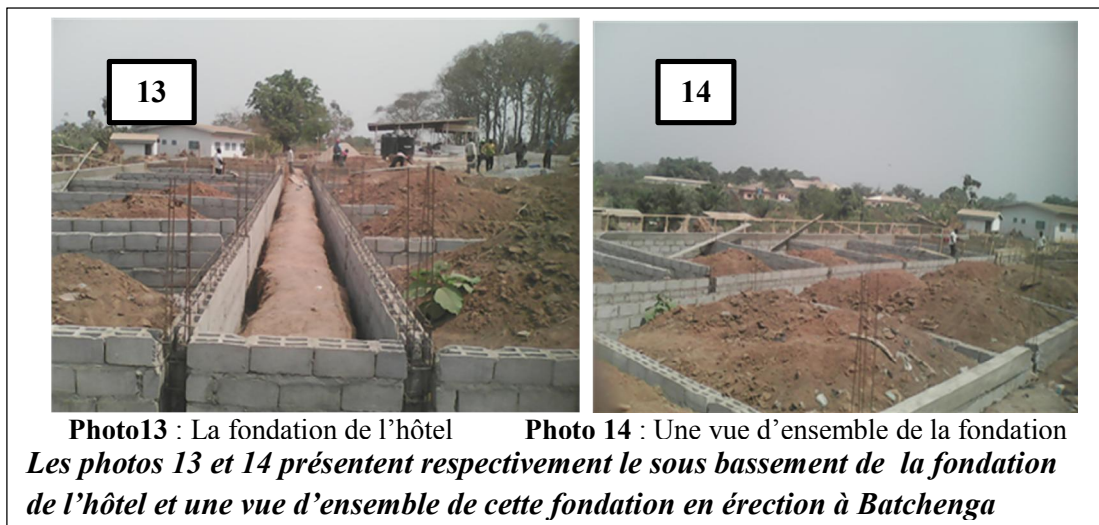 13
14
Photo13 : La fondation de l’hôtel
Photo 14 : Une vue d’ensemble de la fondation
Les photos 13 et 14 présentent respectivement le sous bassement de la fondation
de l’hôtel et une vue d’ensemble de cette fondation en érection à Batchenga